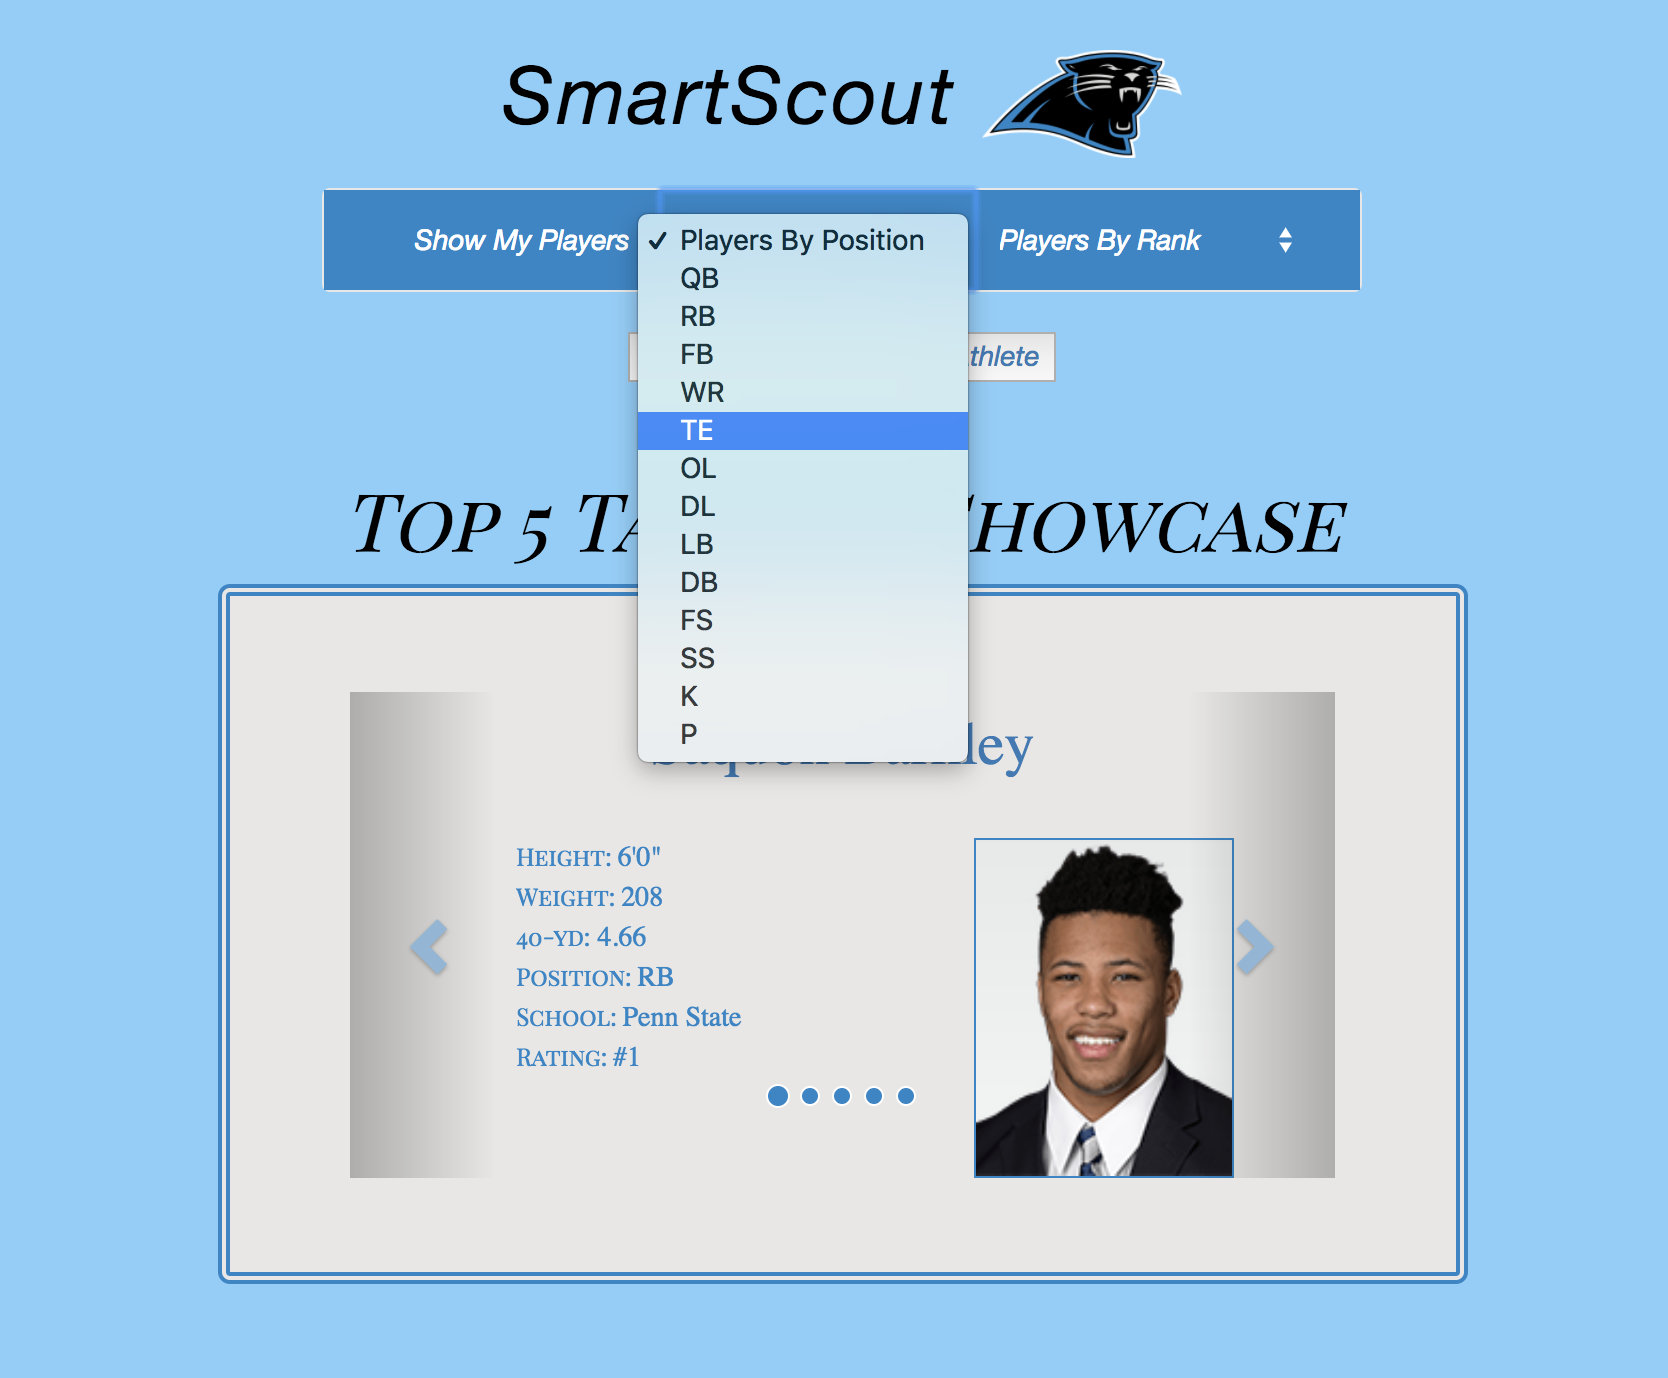 SmartScout
Show My Players
Players By Position
Players By Rank
QB
RB
FB
WR
TE
OL
DL
LB
DB
FS
SS
K
P
thlete
TOP 5 TA HOWCASE
ley
HEIGHT: 6'0"
WEIGHT: 208
40-YD: 4.66
POSITION: RB
SCHOOL: Penn State
RATING: #1